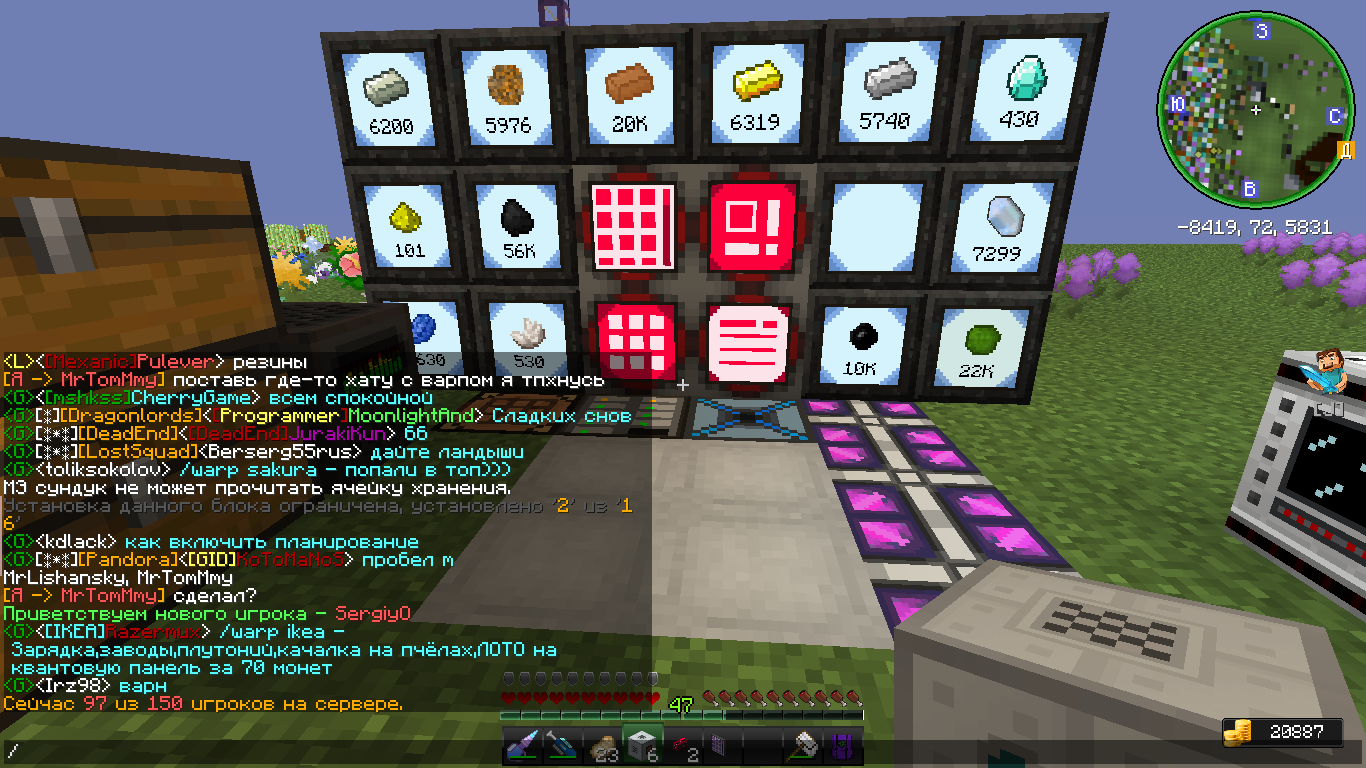 З
Ю
С
Д
В
6200
5976
20K
6319
5740
430
-8419, 72, 5831
101
56K
7299
630
530
10K
22K
<L><[Mexanic]Pulever> резины
[Я -> MrTomMmy] поставь где-то хату с варпом я тпхнусь
<G><[mshkss]CherryGame> всем спокойной
<G>[*][Dragonlords]<[Programmer]MoonlightAnd> Сладких снов
<G>[**][DeadEnd]<[DeadEnd]JurakiKun> бб
<G>[**][LostSquad]<Berserg55rus> дайте ландыши
<G><toliksokolov> /warp sakura - попали в топ)))
МЭ сундук не может прочитать ячейку хранения.
Установка данного блока ограничена, установлено '2' из '1
6'
<G><kdlack> как включить планирование
<G>[**][Pandora]<[GID]KoToMaNoS> пробел м
MrLishansky, MrTomMmy
[Я -> MrTomMmy] сделал?
Приветствуем нового игрока - SergiyO
<G><[IKEA]Razermux> /warp ikea -
Зарядка,заводы,плутоний,качалка на пчёлах,ЛОТО на
квантовую панель за 70 монет
<G><Irz98> варн
Сейчас 97 из 150 игроков на сервере.
47
23
6
2
20887
/